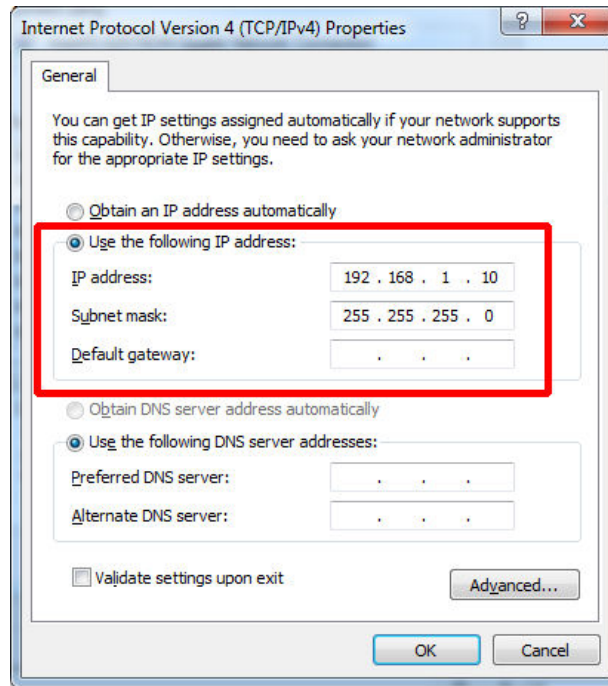 Internet Protocol Version 4 (TCP/IPv4) Properties
General
You can get IP settings assigned automatically if your network supports
this capability. Otherwise, you need to ask your network administrator
for the appropriate IP settings.
Obtain an IP address automatically
Use the following IP address:
IP address: 192 . 168 . 1 . 10
Subnet mask: 255 . 255 . 255 . 0
Default gateway: . . .
Obtain DNS server address automatically
Use the following DNS server addresses:
Preferred DNS server: . . .
Alternate DNS server: . . .
Validate settings upon exit
Advanced...
OK Cancel